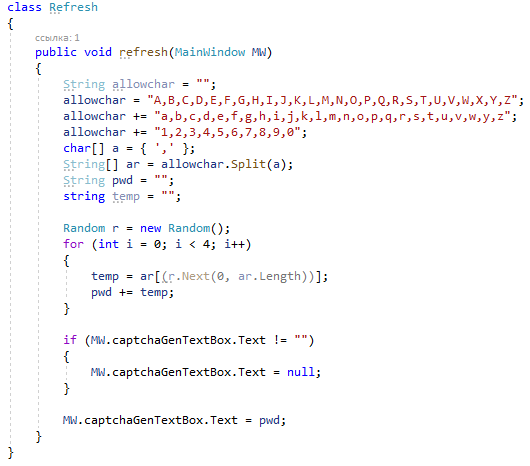 class Refresh
{
ссылка: 1
public void refresh(MainWindow MW)
{
String allowchar = "";
allowchar = "A,B,C,D,E,F,G,H,I,J,K,L,M,N,O,P,Q,R,S,T,U,V,W,X,Y,Z";
allowchar += "a,b,c,d,e,f,g,h,i,j,k,l,m,n,o,p,q,r,s,t,u,v,w,y,z";
allowchar += "1,2,3,4,5,6,7,8,9,0";
char[] a = { ',' };
String[] ar = allowchar.Split(a);
String pwd = "";
string temp = "";
Random r = new Random();
for (int i = 0; i < 4; i++)
{
temp = ar[(r.Next(0, ar.Length))];
pwd += temp;
}
if (MW.captchaGenTextBox.Text != "")
{
MW.captchaGenTextBox.Text = null;
}
MW.captchaGenTextBox.Text = pwd;
}
}